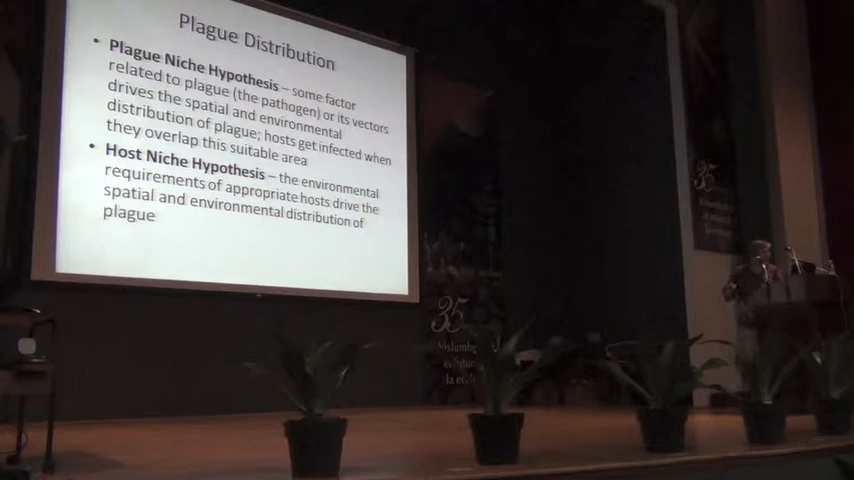 Plague Distribution
• Plague Niche Hypothesis – some factor
related to plague (the pathogen) or its vectors
drives the spatial and environmental
distribution of plague; hosts get infected when
they overlap this suitable area
• Host Niche Hypothesis – the environmental
requirements of appropriate hosts drive the
spatial and environmental distribution of
plague
35
35